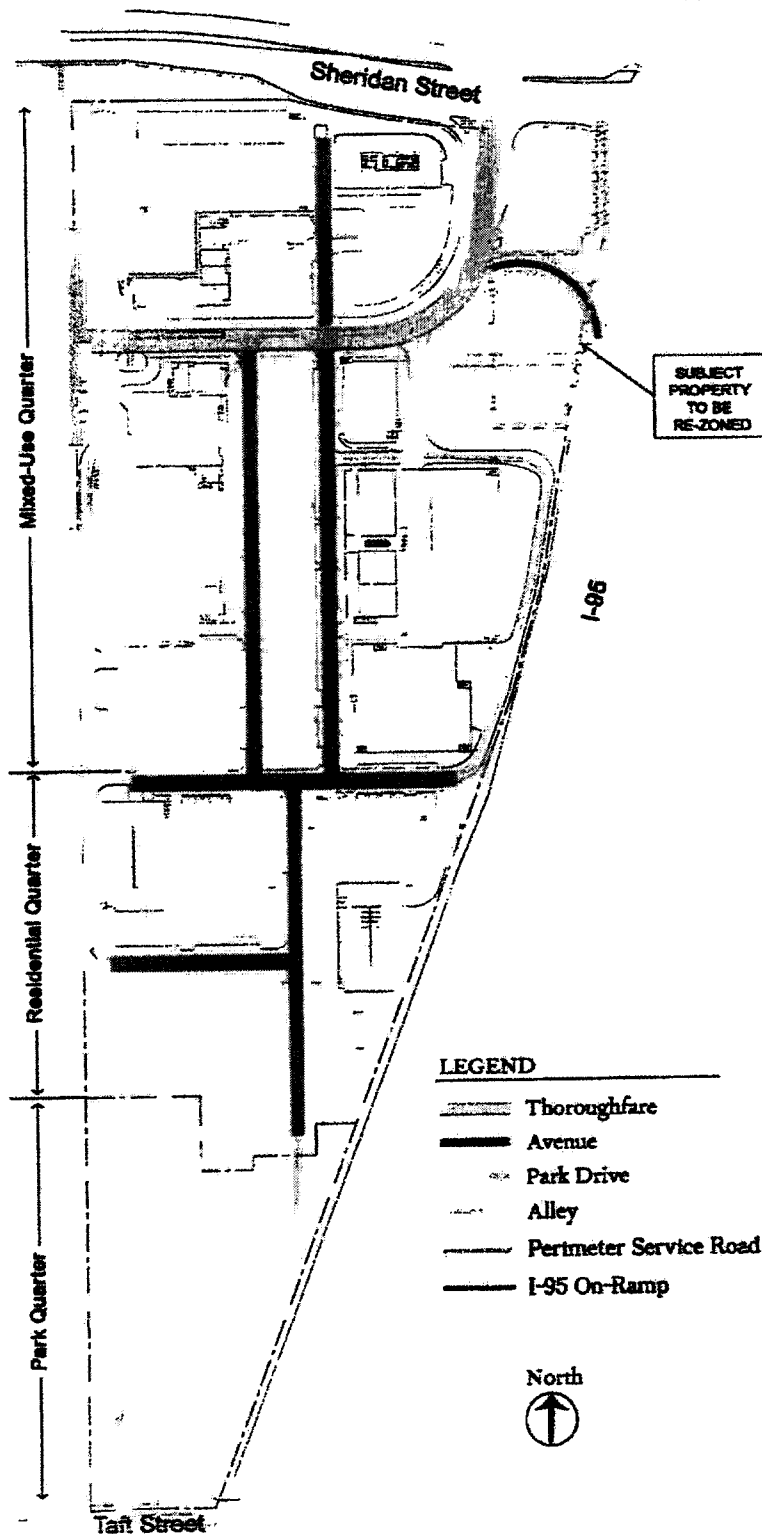 Sheridan Street
Mixed-Use Quarter
SUBJECT
PROPERTY
TO BE
RE-ZONED
I-95
Residential Quarter
LEGEND
Thoroughfare
Avenue
Park Drive
Alley
Perimeter Service Road
I-95 On-Ramp
Park Quarter
North
Taft Street